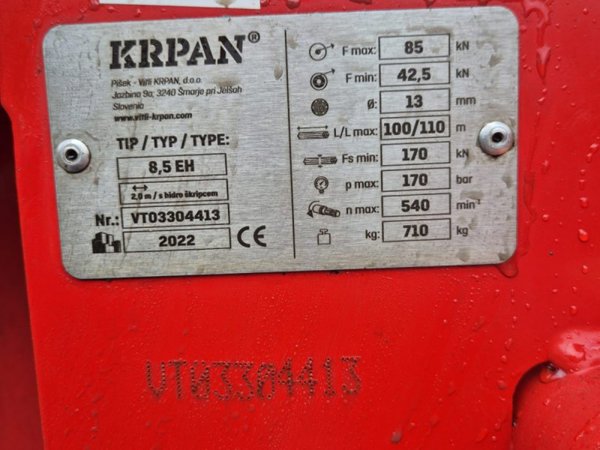 KRPAN®
Pišek - Vitli KRPAN, d.o.o.
Jazbina 9a, 3240 Šmarje pri Jelšah
Slovenia
www.vitli-krpan.com
TIP / TYP / TYPE:
8,5 EH
2,0 m / s hidro škripcem
Nr.: VT03304413
2022 CE
F max: 85 kN
F min: 42,5 kN
Ø: 13 mm
L/L max: 100/110 m
Fs min: 170 kN
p max: 170 bar
n max: 540 min⁻¹
kg: 710 kg
VT03304413